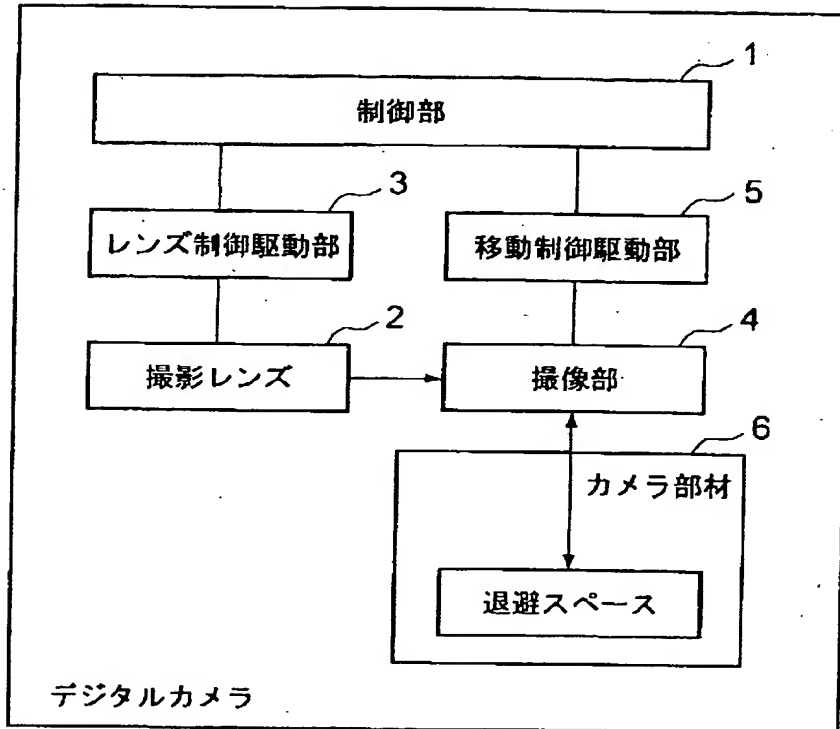 1
制御部
3
5
レンズ制御駆動部
移動制御駆動部
2
4
撮影レンズ
撮像部
6
カメラ部材
退避スペース
デジタルカメラ